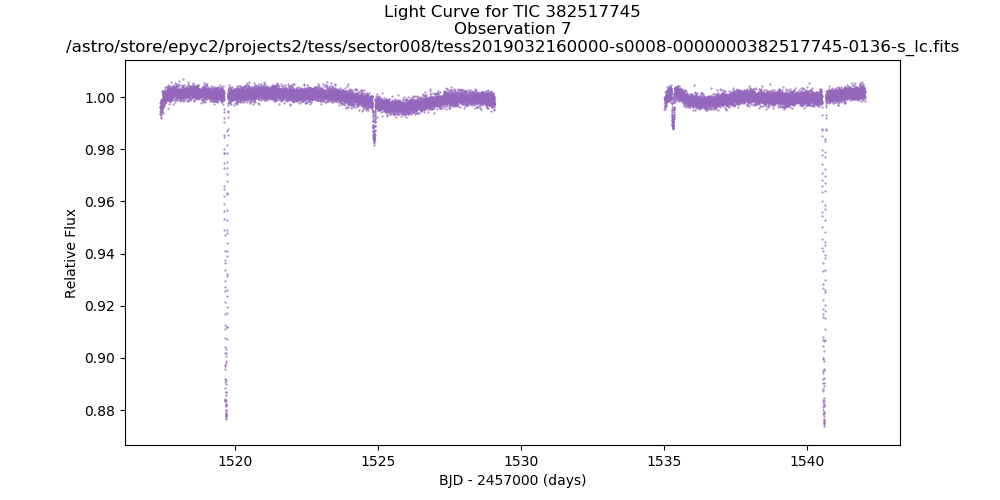 Light Curve for TIC 382517745
Observation 7
/astro/store/epyc2/projects2/tess/sector008/tess2019032160000-s0008-0000000382517745-0136-s_lc.fits
1.00
0.98
0.96
0.94
0.92
0.90
0.88
Relative Flux
1520
1525
1530
1535
1540
BJD - 2457000 (days)